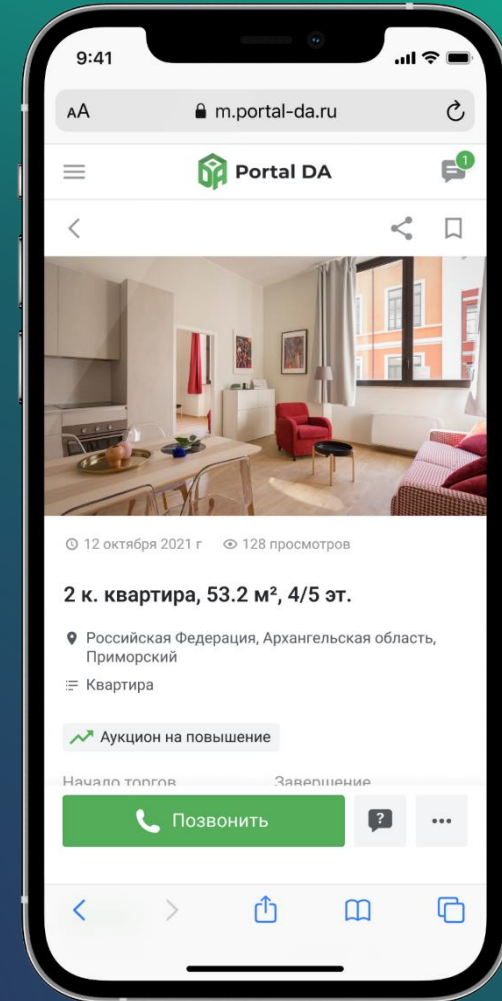 9:41
AA
m.portal-da.ru
Portal DA
1
12 октября 2021 г
128 просмотров
2 к. квартира, 53.2 м², 4/5 эт.
Российская Федерация, Архангельская область,
Приморский
Квартира
Аукцион на повышение
Начало торгов
Завершение
Позвонить
?